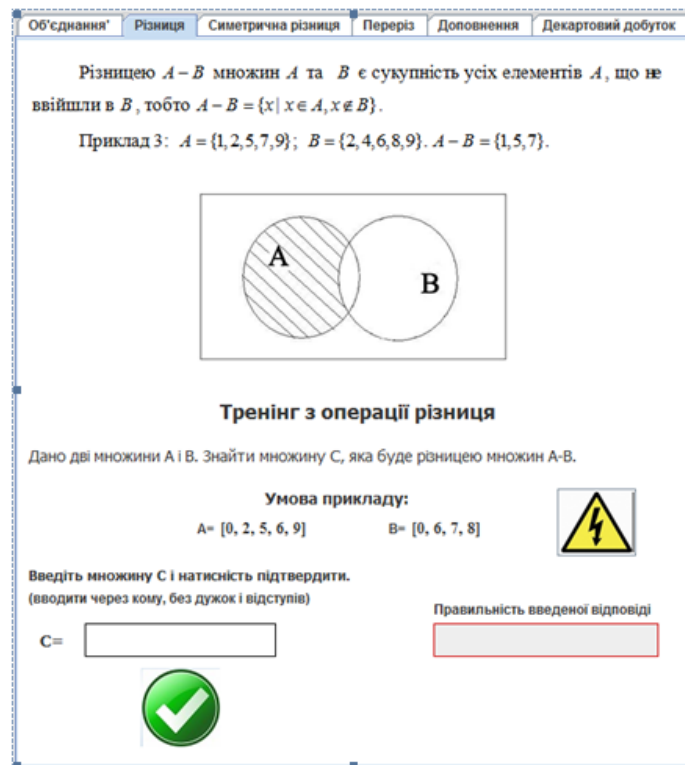 Об'єднання' Різниця Симетрична різниця Переріз Доповнення Декартовий добуток
Різницею A – B множин A та B є сукупність усіх елементів A, що не
ввійшли в B, тобто A – B = {x | x ∈ A, x ∉ B}.
Приклад 3: A = {1,2,5,7,9}; B = {2,4,6,8,9}. A – B = {1,5,7}.
A
B
Тренінг з операції різниця
Дано дві множини A і B. Знайти множину C, яка буде різницею множин A-B.
Умова прикладу:
A= [0, 2, 5, 6, 9] B= [0, 6, 7, 8]
Введіть множину C і натисність підтвердити.
(вводити через кому, без дужок і відступів)
Правильність введеної відповіді
C=